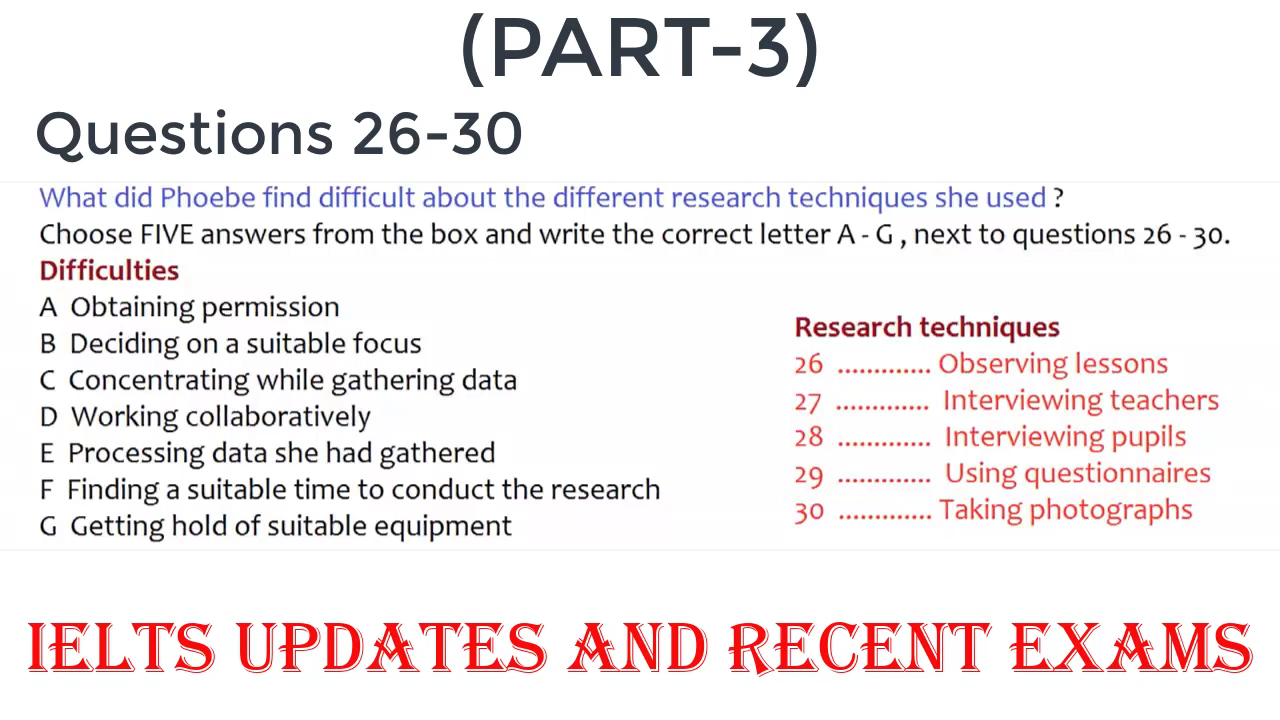 (PART-3)
Questions 26-30
What did Phoebe find difficult about the different research techniques she used ?
Choose FIVE answers from the box and write the correct letter A - G , next to questions 26 - 30.
Difficulties
A Obtaining permission
B Deciding on a suitable focus
C Concentrating while gathering data
D Working collaboratively
E Processing data she had gathered
F Finding a suitable time to conduct the research
G Getting hold of suitable equipment
Research techniques
26 ............. Observing lessons
27 ............. Interviewing teachers
28 ............. Interviewing pupils
29 ............. Using questionnaires
30 ............. Taking photographs
IELTS UPDATES AND RECENT EXAMS